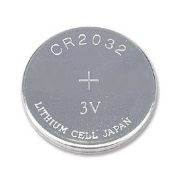 CR2032
+
3V
LITHIUM CELL JAPAN